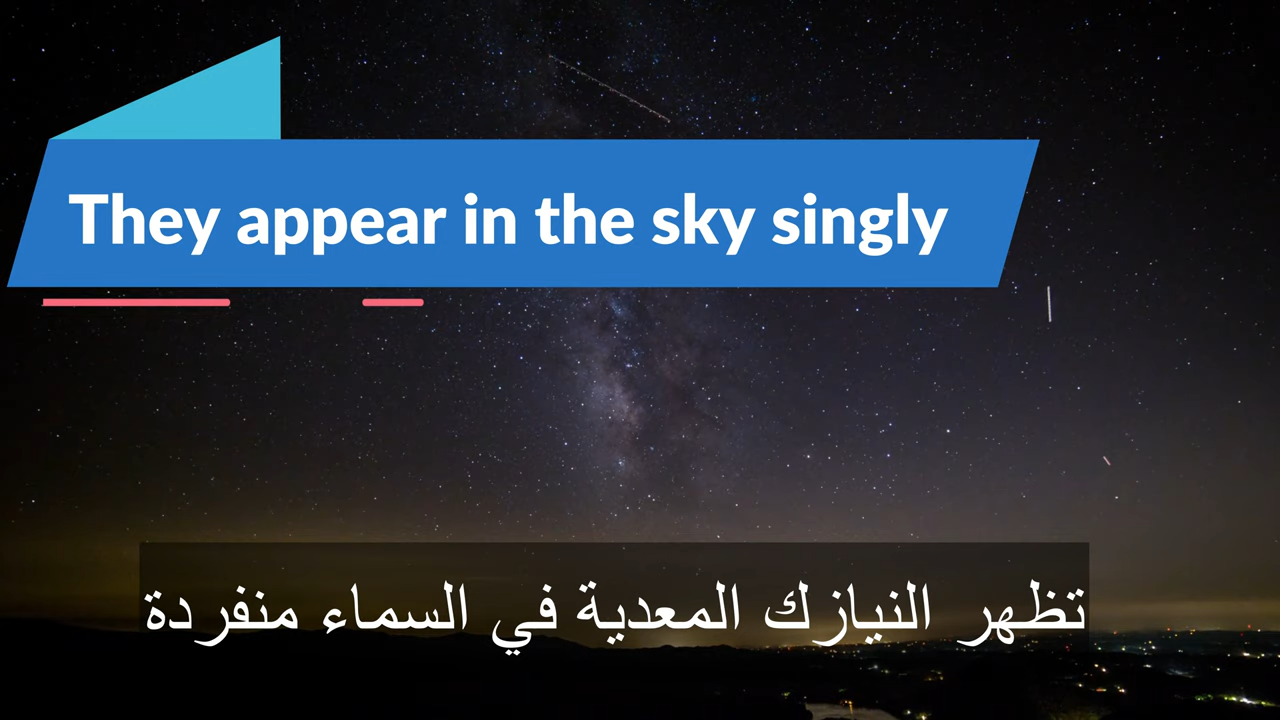 They appear in the sky singly
تظهر النيازك المعدية في السماء منفردة